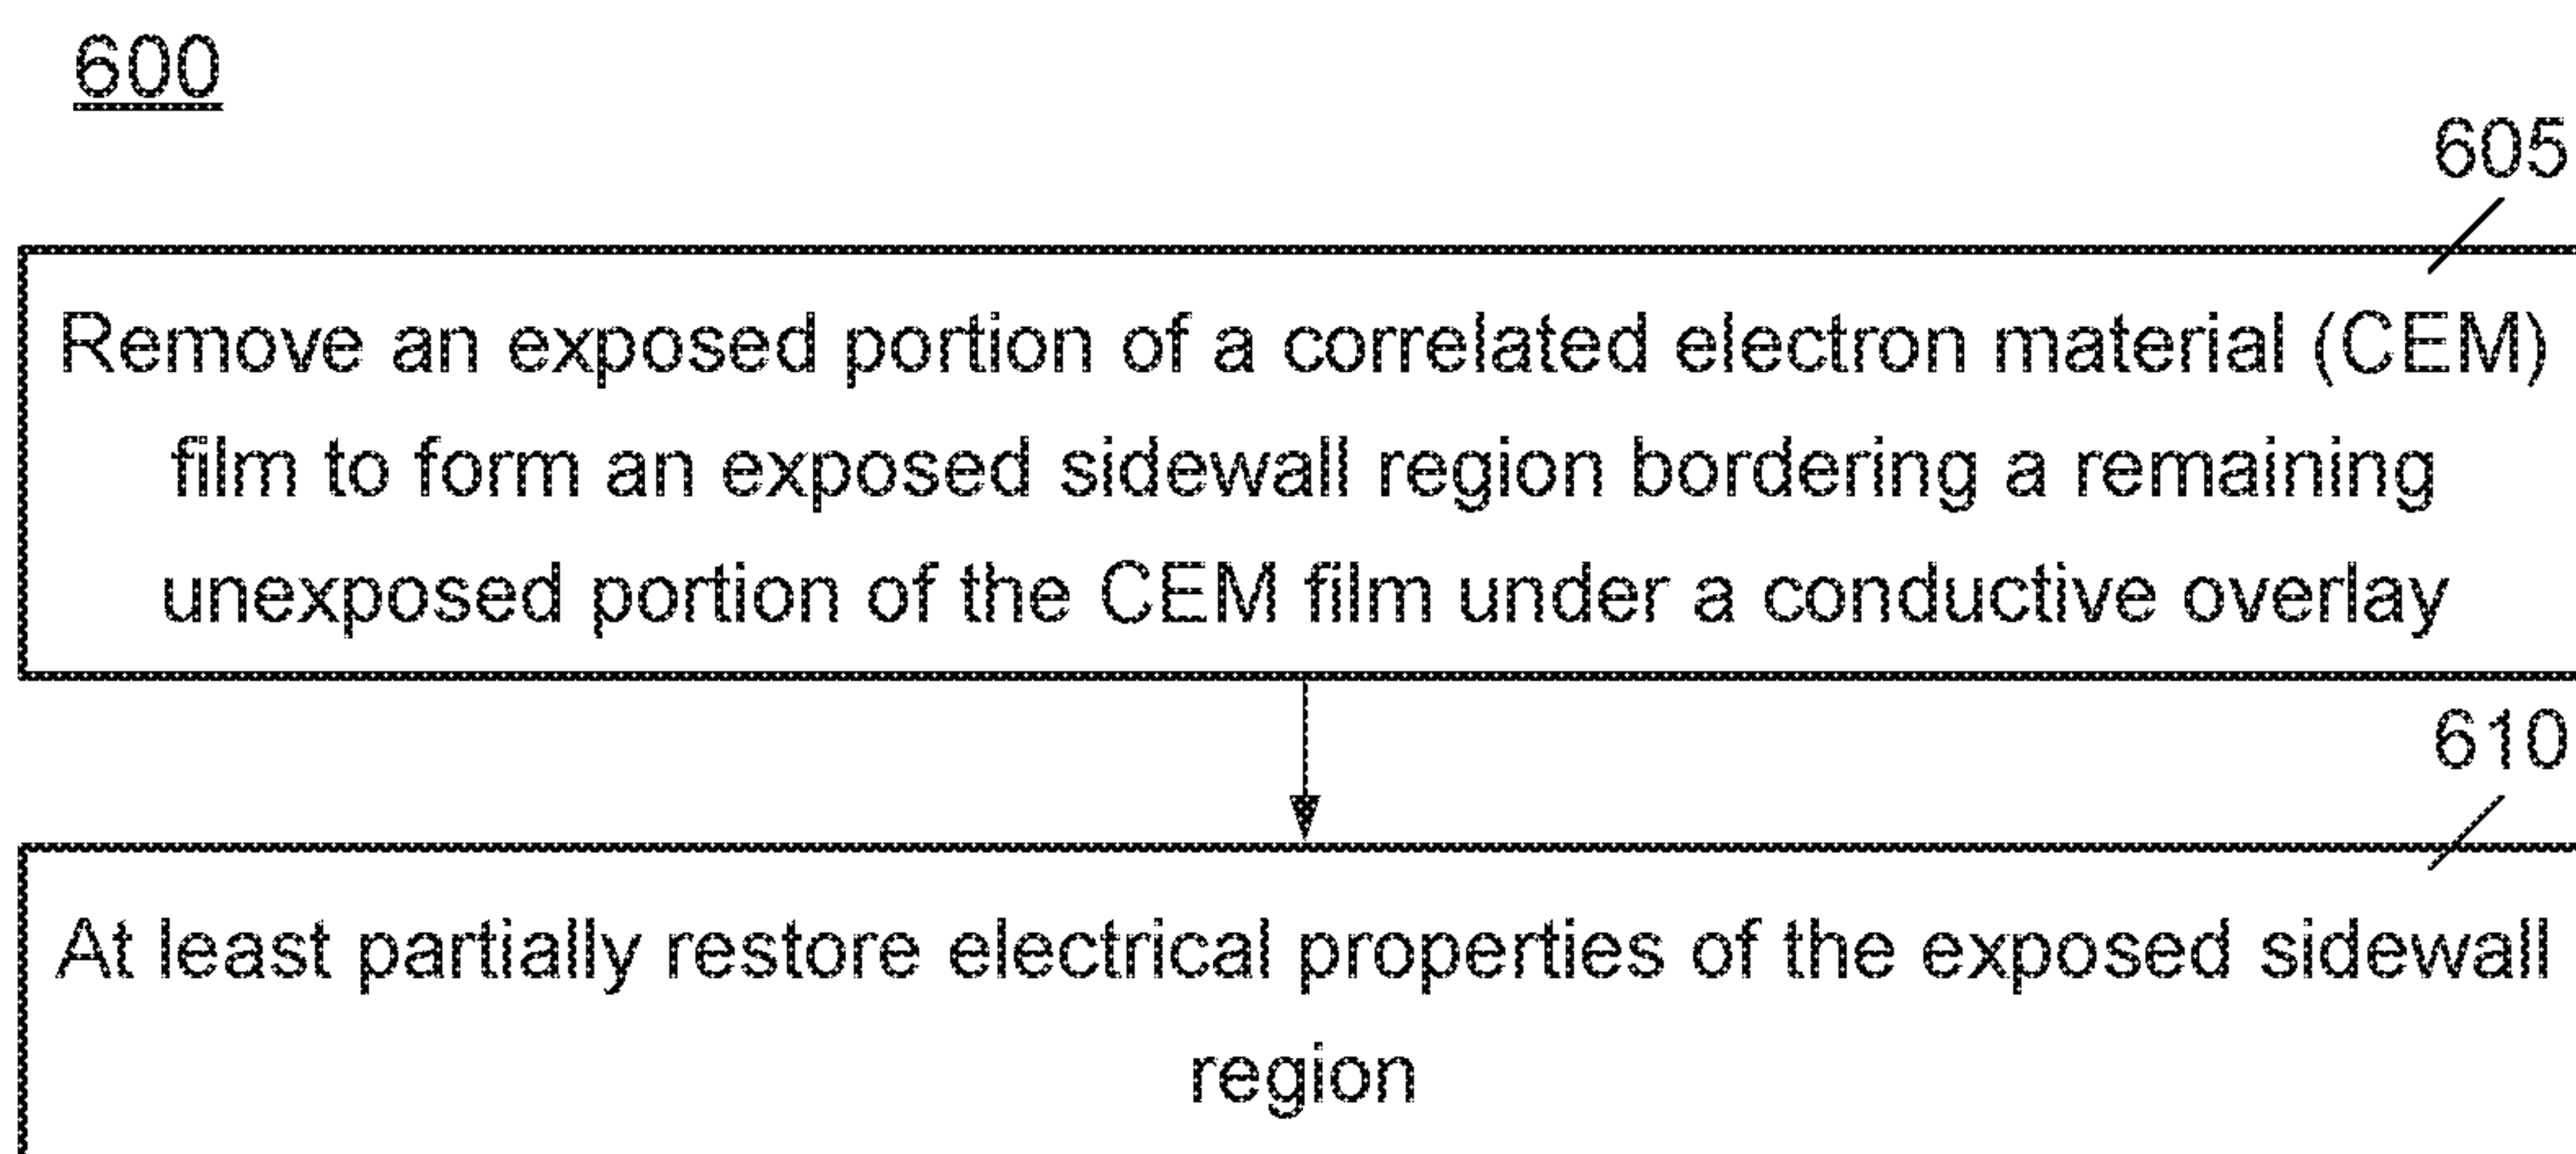 600
605
Remove an exposed portion of a correlated electron material (CEM)
film to form an exposed sidewall region bordering a remaining
unexposed portion of the CEM film under a conductive overlay
610
At least partially restore electrical properties of the exposed sidewall
region